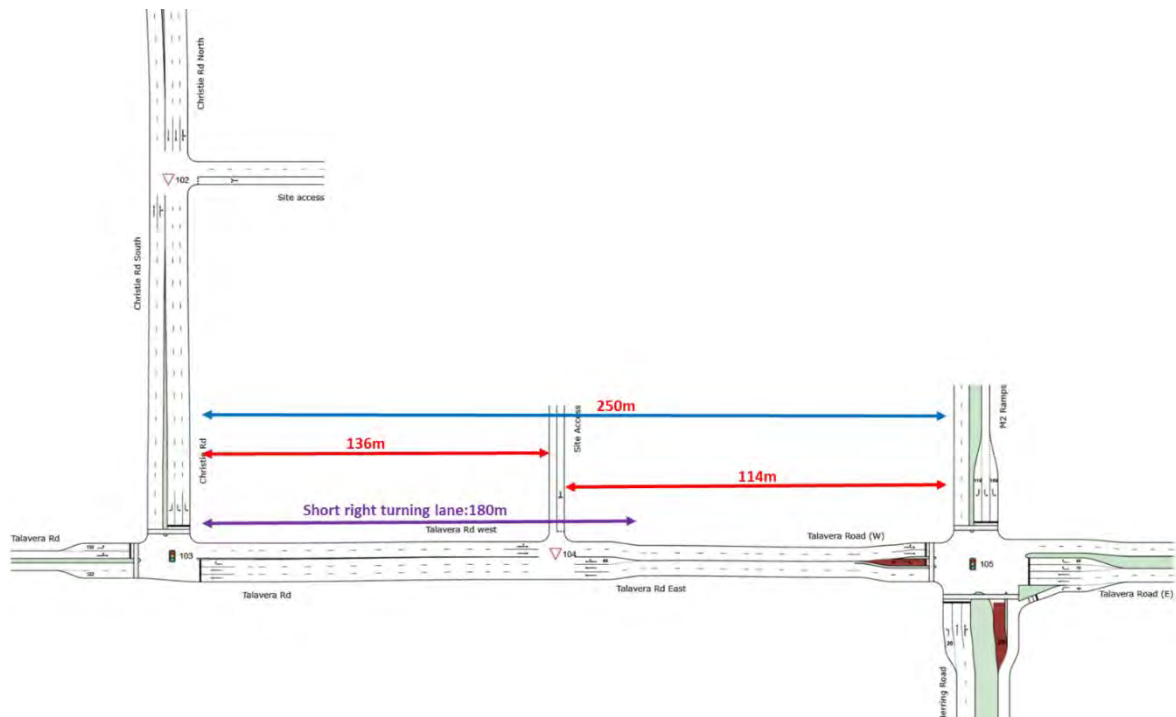 Christie Rd North
102
Site access
Christie Rd South
250m
M2 Ramps
136m
Christie Rd
Site Access
114m
Short right turning lane:180m
Talavera Rd west
Talavera Rd
Talavera Road (W)
103
104
105
Talavera Rd
Talavera Rd East
Talavera Road (E)
erring Road